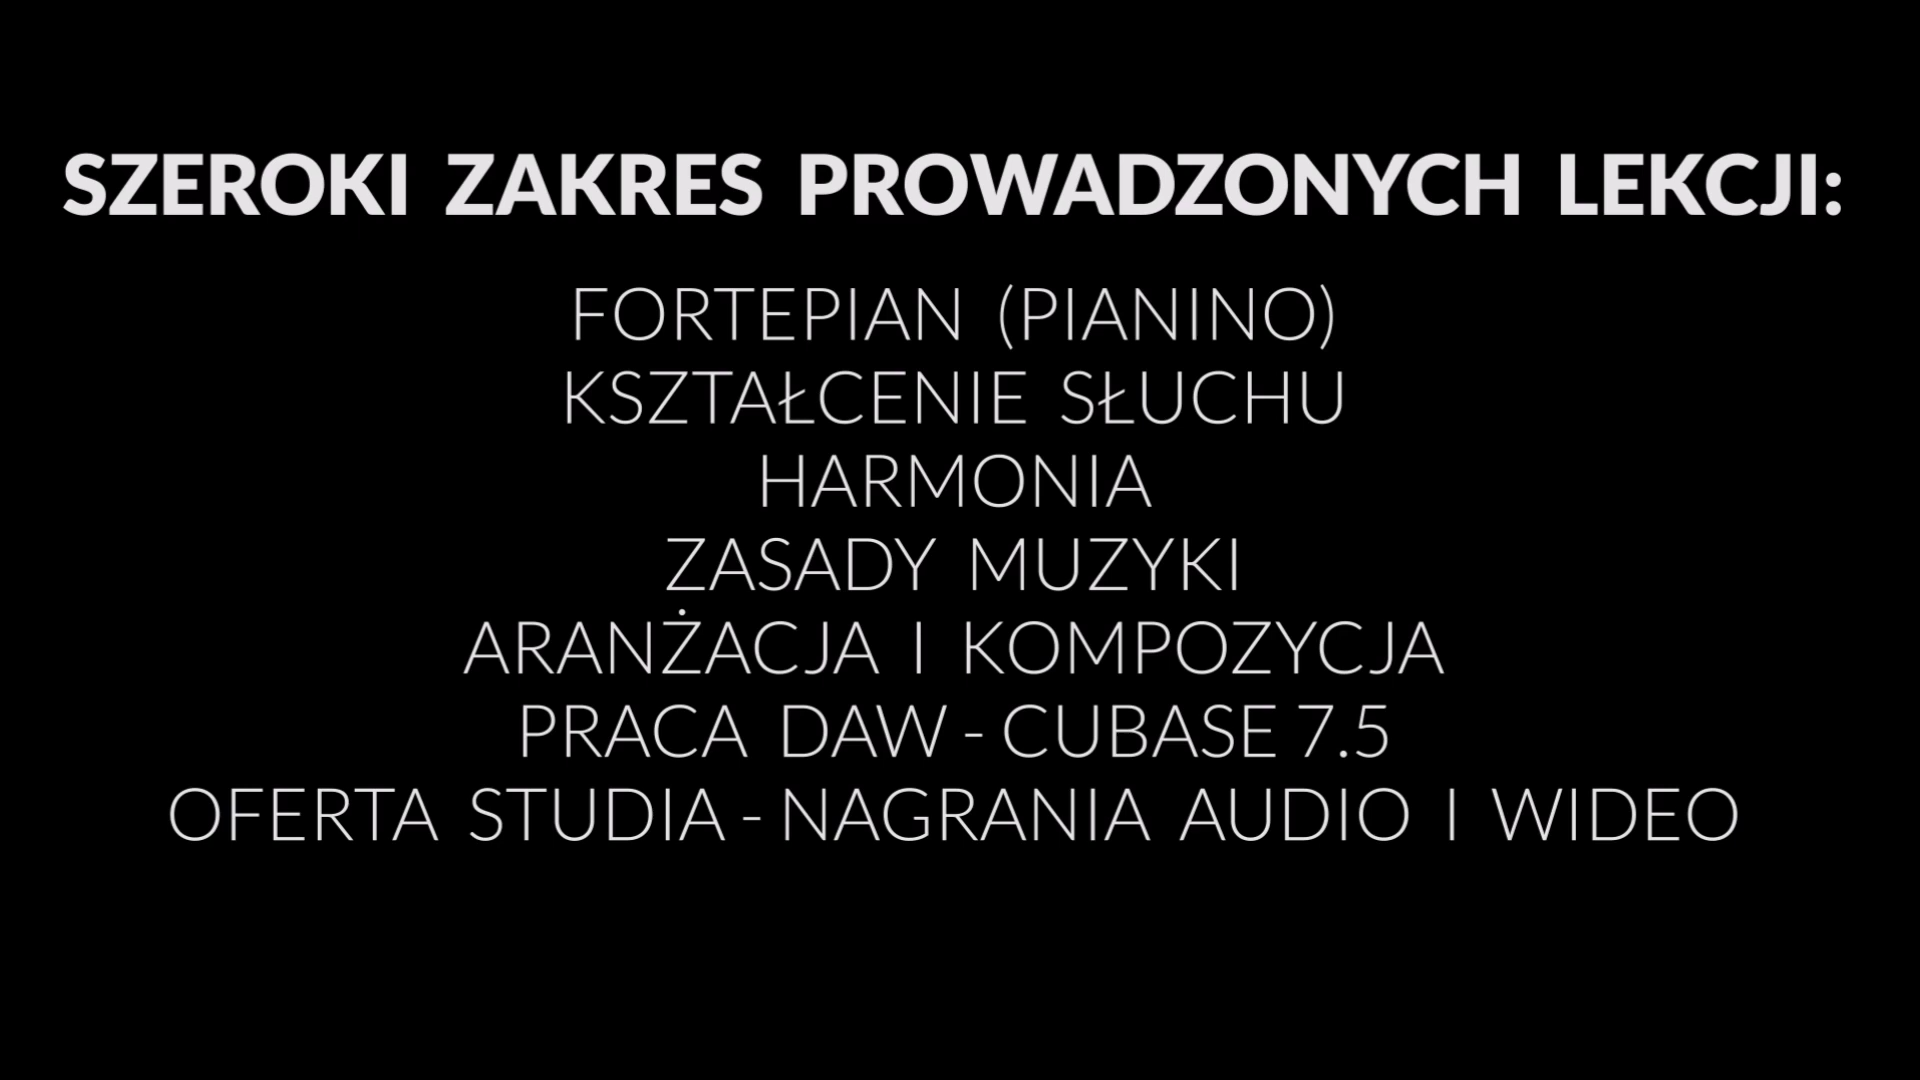 SZEROKI ZAKRES PROWADZONYCH LEKCJI:
FORTEPIAN (PIANINO)
KSZTAŁCENIE SŁUCHU
HARMONIA
ZASADY MUZYKI
ARANŻACJA I KOMPOZYCJA
PRACA DAW - CUBASE 7.5
OFERTA STUDIA - NAGRANIA AUDIO I WIDEO